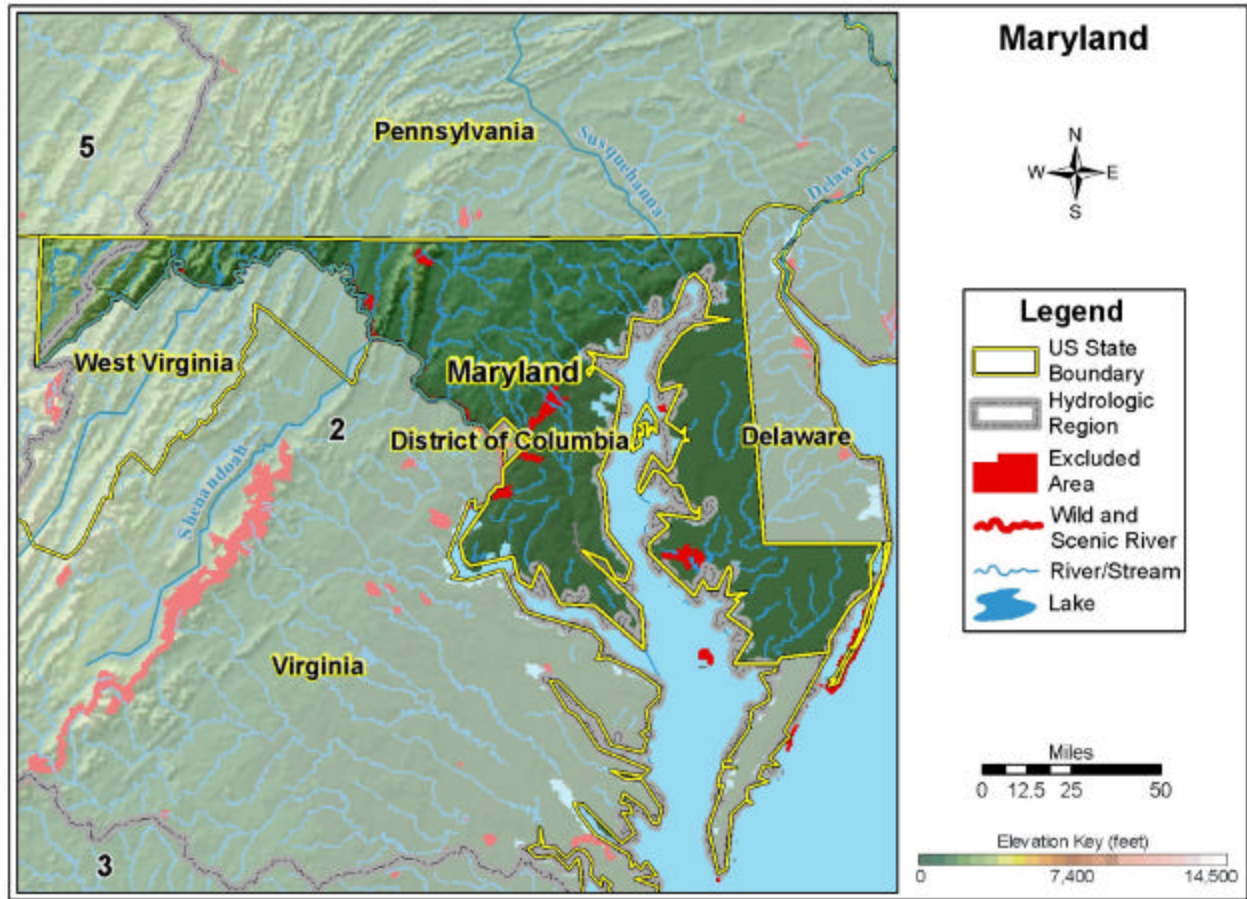 Maryland
N
W E
S
5
Pennsylvania
Susquehanna
Delaware
West Virginia
Maryland
2
District of Columbia
Delaware
Shenandoah
Virginia
3
Legend
US State
Boundary
Hydrologic
Region
Excluded
Area
Wild and
Scenic River
River/Stream
Lake
Miles
0 12.5 25 50
Elevation Key (feet)
0 7,400 14,500